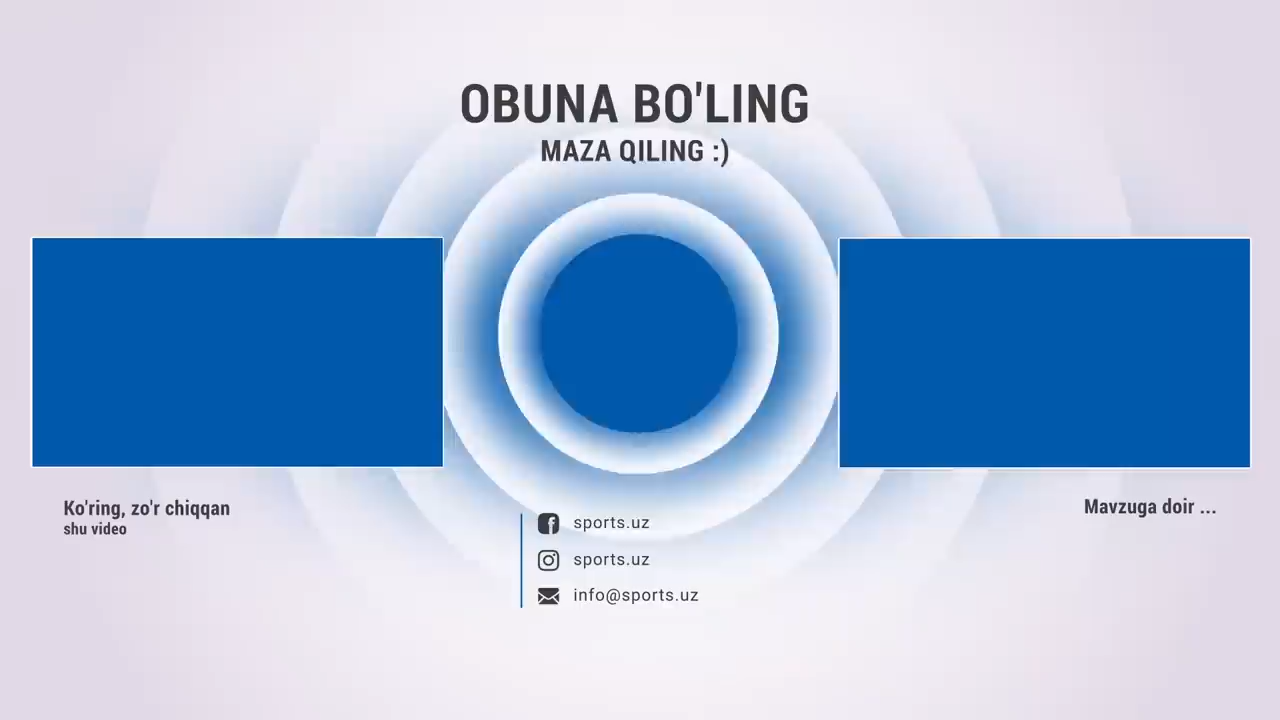 OBUNA BO'LING
MAZA QILING :)
Ko'ring, zo'r chiqqan
shu video
Mavzuga doir ...
sports.uz
sports.uz
info@sports.uz